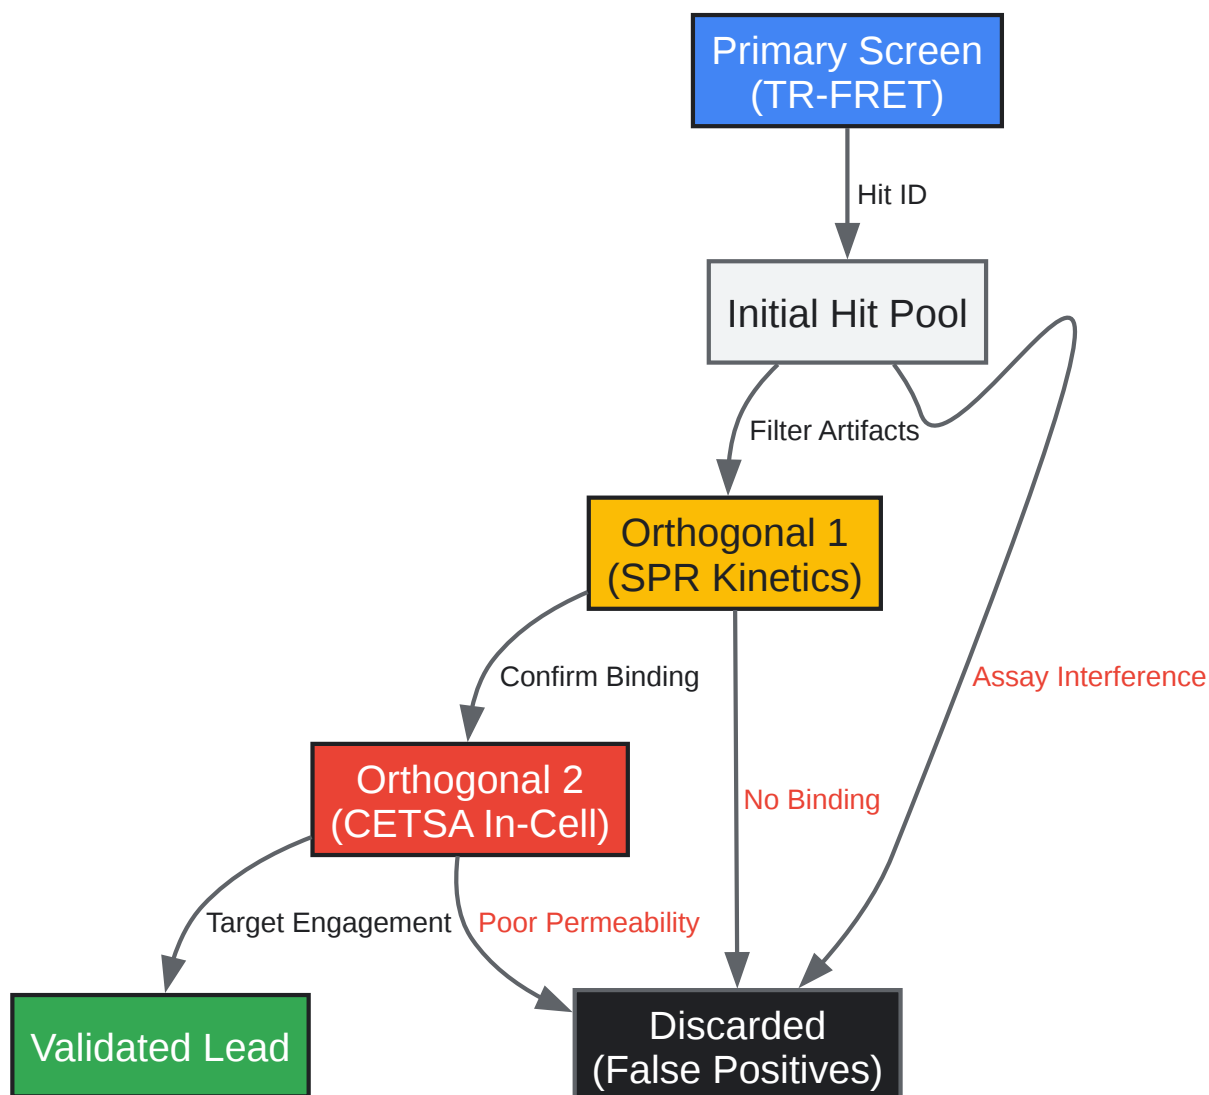 Primary Screen
(TR-FRET)
Hit ID
Initial Hit Pool
Filter Artifacts
Orthogonal 1
(SPR Kinetics)
Confirm Binding
Assay Interference
Orthogonal 2
(CETSA In-Cell)
No Binding
Target Engagement
Poor Permeability
Validated Lead
Discarded
(False Positives)